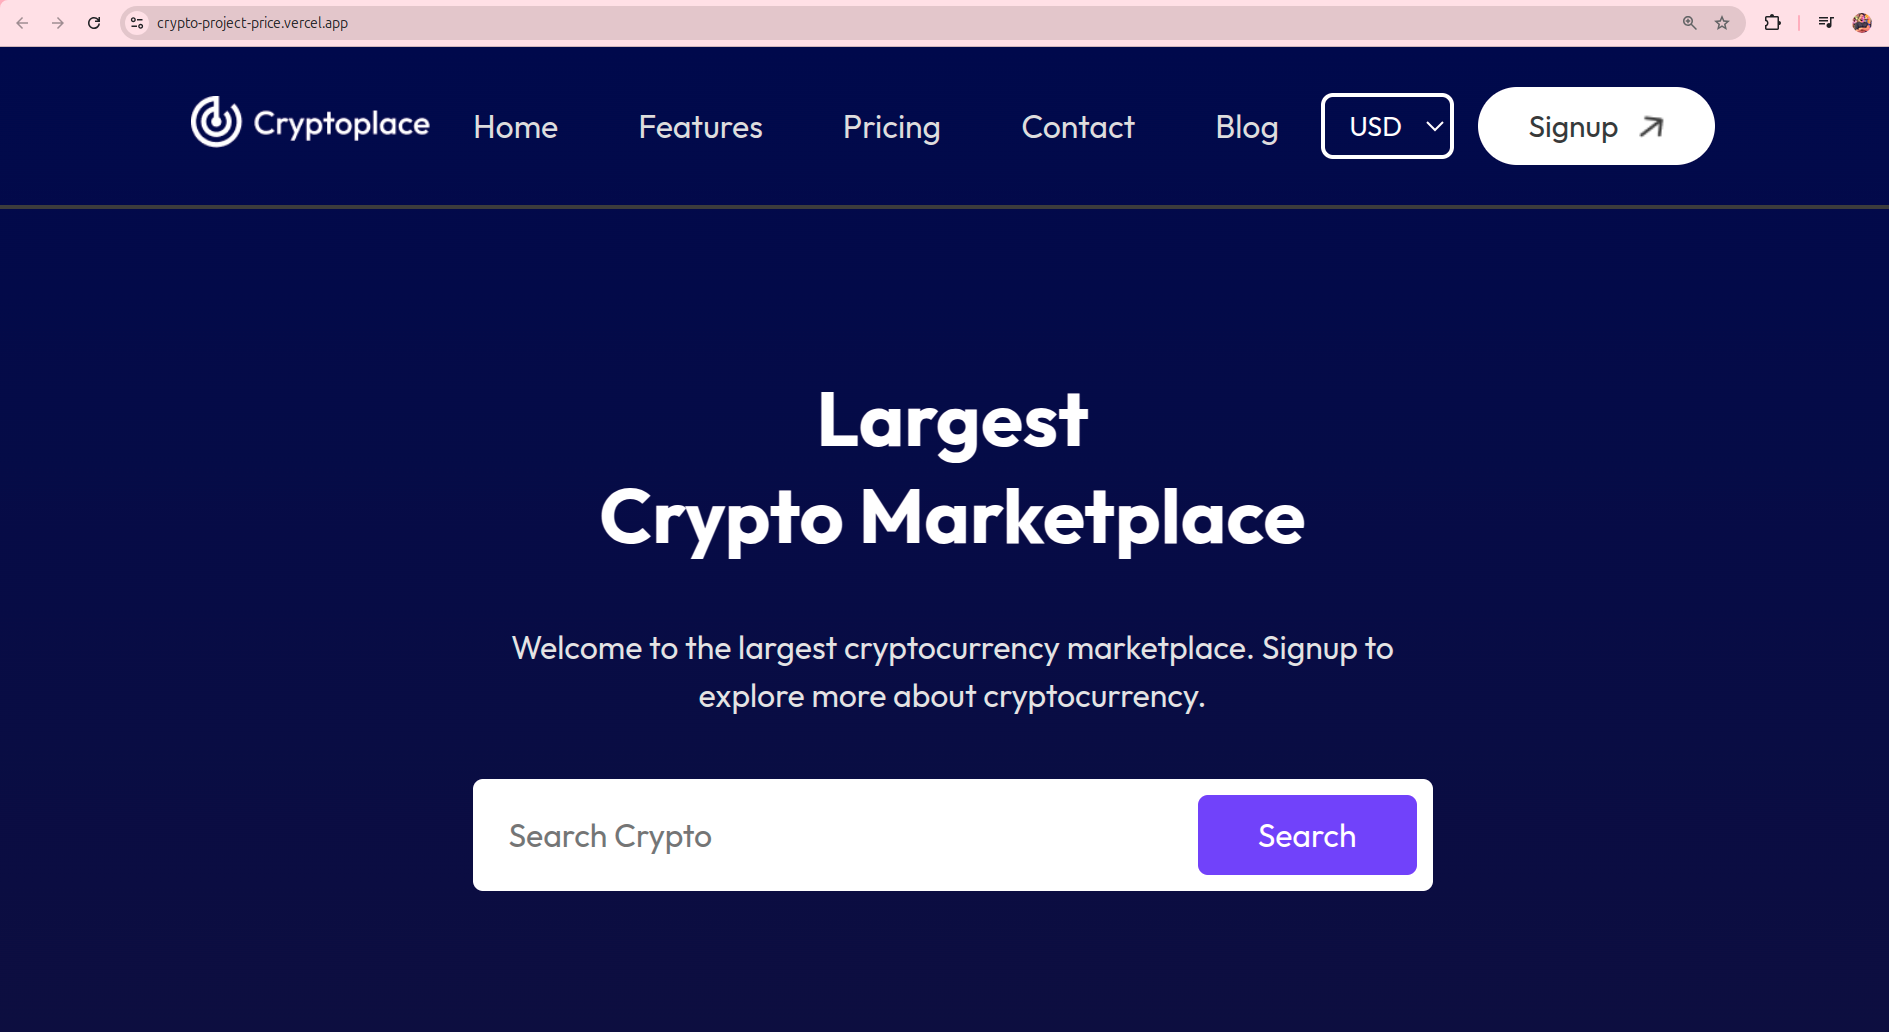 crypto-project-price.vercel.app
Cryptoplace Home Features Pricing Contact Blog USD Signup
Largest
Crypto Marketplace
Welcome to the largest cryptocurrency marketplace. Signup to
explore more about cryptocurrency.
Search Crypto Search